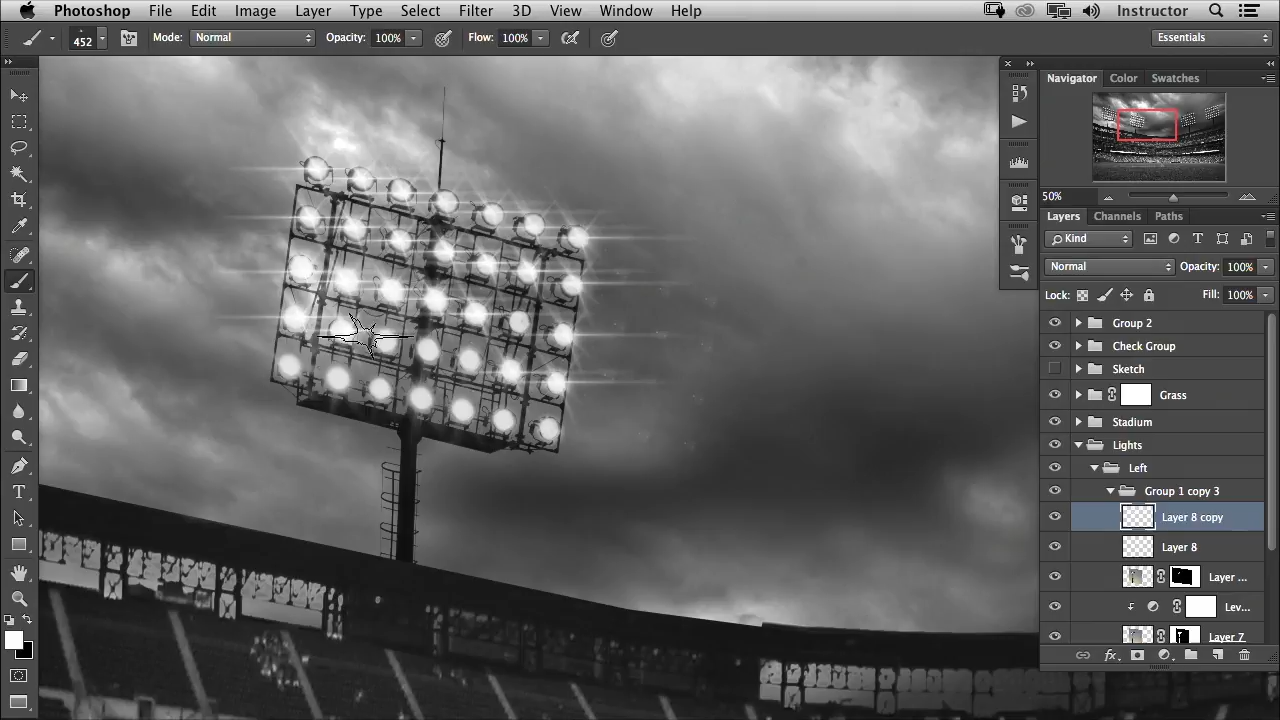 Photoshop File Edit Image Layer Type Select Filter 3D View Window Help Instructor
452 Mode: Normal Opacity: 100% Flow: 100% Essentials
Navigator Color Swatches
50%
Layers Channels Paths
Kind T
Normal Opacity: 100%
Lock: Fill: 100%
Group 2
Check Group
Sketch
Grass
Stadium
Lights
Left
Group 1 copy 3
Layer 8 copy
Layer 8
Layer ...
Lev...
Layer 7
fx
T